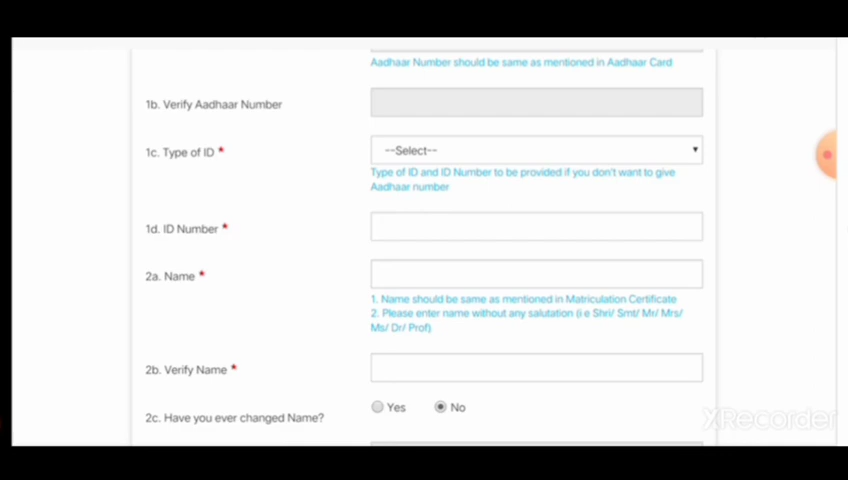 Aadhaar Number should be same as mentioned in Aadhaar Card
1b. Verify Aadhaar Number
1c. Type of ID *
--Select--
Type of ID and ID Number to be provided if you don't want to give
Aadhaar number
1d. ID Number *
2a. Name *
1. Name should be same as mentioned in Matriculation Certificate
2. Please enter name without any salutation (i e Shri/ Smt/ Mr/ Mrs/
Ms/ Dr/ Prof)
2b. Verify Name *
2c. Have you ever changed Name?
Yes
No
XRecorder